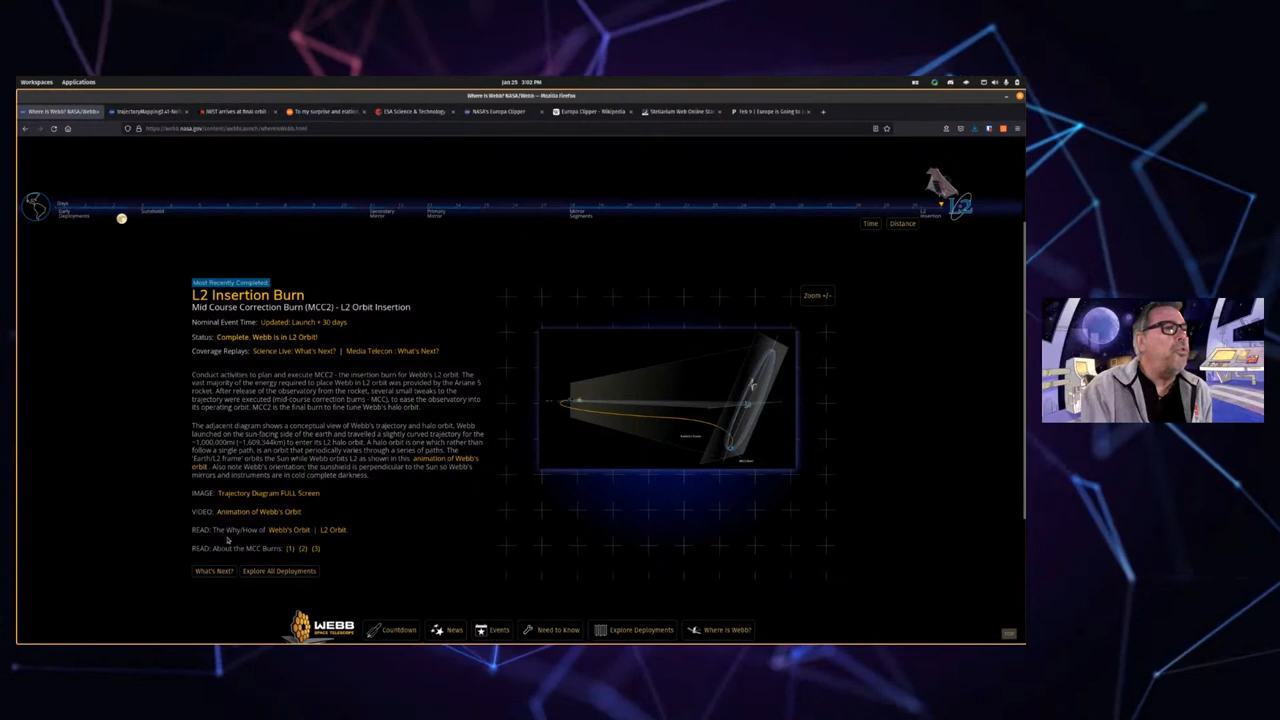 Workspaces Applications
Jan 25 3:02 PM
Where Is Webb? NASA/Webb — Mozilla Firefox
Where Is Webb? NASA/Webb
TrajectoryMapping2.41-No
JWST arrives at final orbit
To my surprise and elation
ESA Science & Technology
NASA's Europa Clipper
Europa Clipper - Wikipedia
Stellarium Web Online Star
Feb 9 | Europe is Going to
https://webb.nasa.gov/content/webbLaunch/whereIsWebb.html
Days
Early Deployments
Sunshield
Secondary Mirror
Primary Mirror
Mirror Segments
L2 Insertion
L2
Time Distance
Most Recently Completed:
L2 Insertion Burn
Mid Course Correction Burn (MCC2) - L2 Orbit Insertion
Nominal Event Time: Updated: Launch + 30 days
Status: Complete. Webb is in L2 Orbit!
Coverage Replays: Science Live: What's Next? | Media Telecon : What's Next?
Conduct activities to plan and execute MCC2 - the insertion burn for Webb's L2 orbit. The
vast majority of the energy required to place Webb in L2 orbit was provided by the Ariane 5
rocket. After release of the observatory from the rocket, several small tweaks to the
trajectory were executed (mid-course correction burns - MCC), to ease the observatory into
its operating orbit. MCC2 is the final burn to fine tune Webb's halo orbit.
The adjacent diagram shows a conceptual view of Webb's trajectory and halo orbit. Webb
launched on the sun-facing side of the earth and travelled a slightly curved trajectory for the
~1,000,000mi (~1,609,344km) to enter its L2 halo orbit. A halo orbit is one which rather than
follow a single path, is an orbit that periodically varies through a series of paths. The
'Earth/L2 frame' orbits the Sun while Webb orbits L2 as shown in this animation of Webb's
orbit. Also note Webb's orientation: the sunshield is perpendicular to the Sun so Webb's
mirrors and instruments are in cold complete darkness.
IMAGE: Trajectory Diagram FULL Screen
VIDEO: Animation of Webb's Orbit
READ: The Why/How of Webb's Orbit | L2 Orbit.
READ: About the MCC Burns: (1) (2) (3)
What's Next? Explore All Deployments
Zoom +/-
WEBB
SPACE TELESCOPE
Countdown
News
Events
Need to Know
Explore Deployments
Where Is Webb?
TOP